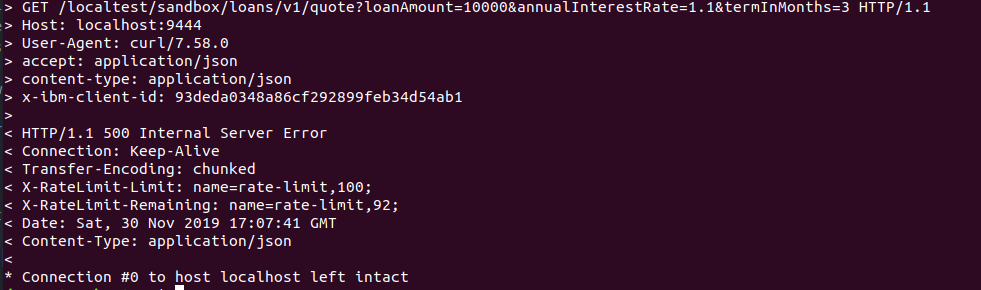 > GET /localtest/sandbox/loans/v1/quote?loanAmount=10000&annualInterestRate=1.1&termInMonths=3 HTTP/1.1
> Host: localhost:9444
> User-Agent: curl/7.58.0
> accept: application/json
> content-type: application/json
> x-ibm-client-id: 93deda0348a86cf292899feb34d54ab1
>
< HTTP/1.1 500 Internal Server Error
< Connection: Keep-Alive
< Transfer-Encoding: chunked
< X-RateLimit-Limit: name=rate-limit,100;
< X-RateLimit-Remaining: name=rate-limit,92;
< Date: Sat, 30 Nov 2019 17:07:41 GMT
< Content-Type: application/json
<
* Connection #0 to host localhost left intact